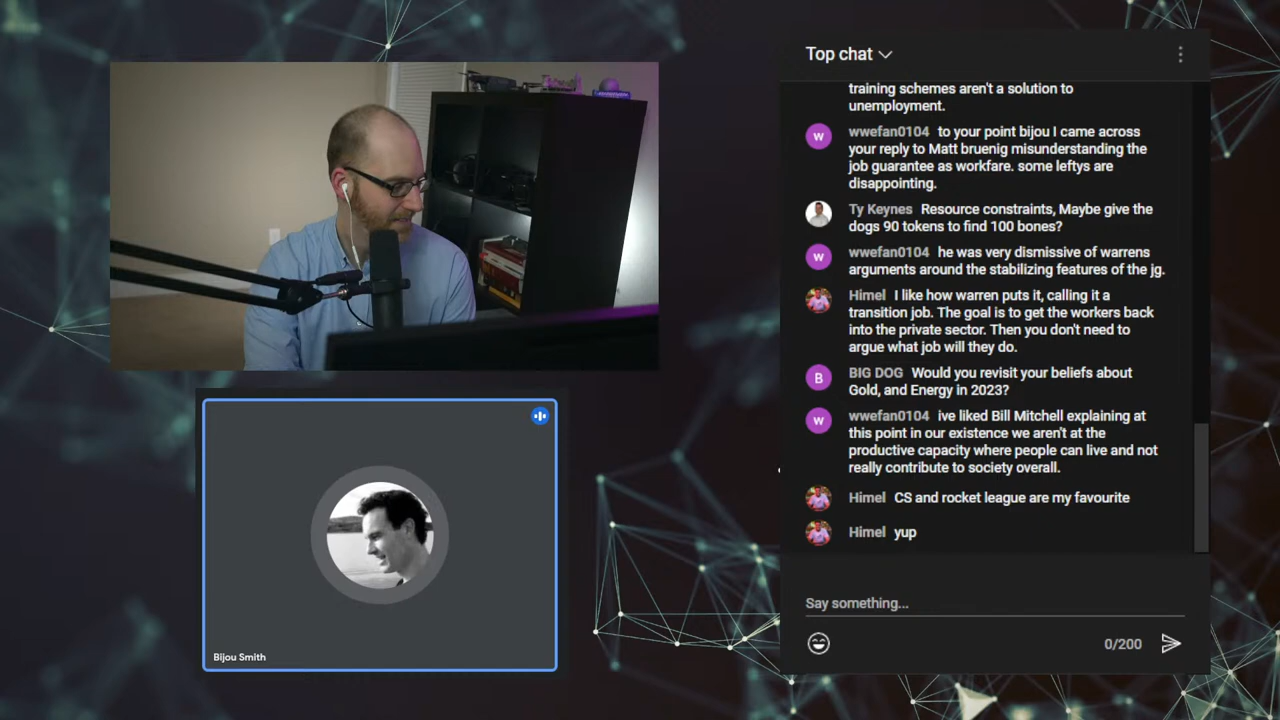 Top chat
training schemes aren't a solution to
unemployment.
w
wwefan0104 to your point bijou I came across
your reply to Matt bruenig misunderstanding the
job guarantee as workfare. some leftys are
disappointing.
Ty Keynes Resource constraints, Maybe give the
dogs 90 tokens to find 100 bones?
w
wwefan0104 he was very dismissive of warrens
arguments around the stabilizing features of the jg.
Himel I like how warren puts it, calling it a
transition job. The goal is to get the workers back
into the private sector. Then you don't need to
argue what job will they do.
B
BIG DOG Would you revisit your beliefs about
Gold, and Energy in 2023?
w
wwefan0104 ive liked Bill Mitchell explaining at
this point in our existence we aren't at the
productive capacity where people can live and not
really contribute to society overall.
Himel CS and rocket league are my favourite
Himel yup
Say something...
0/200
Bijou Smith